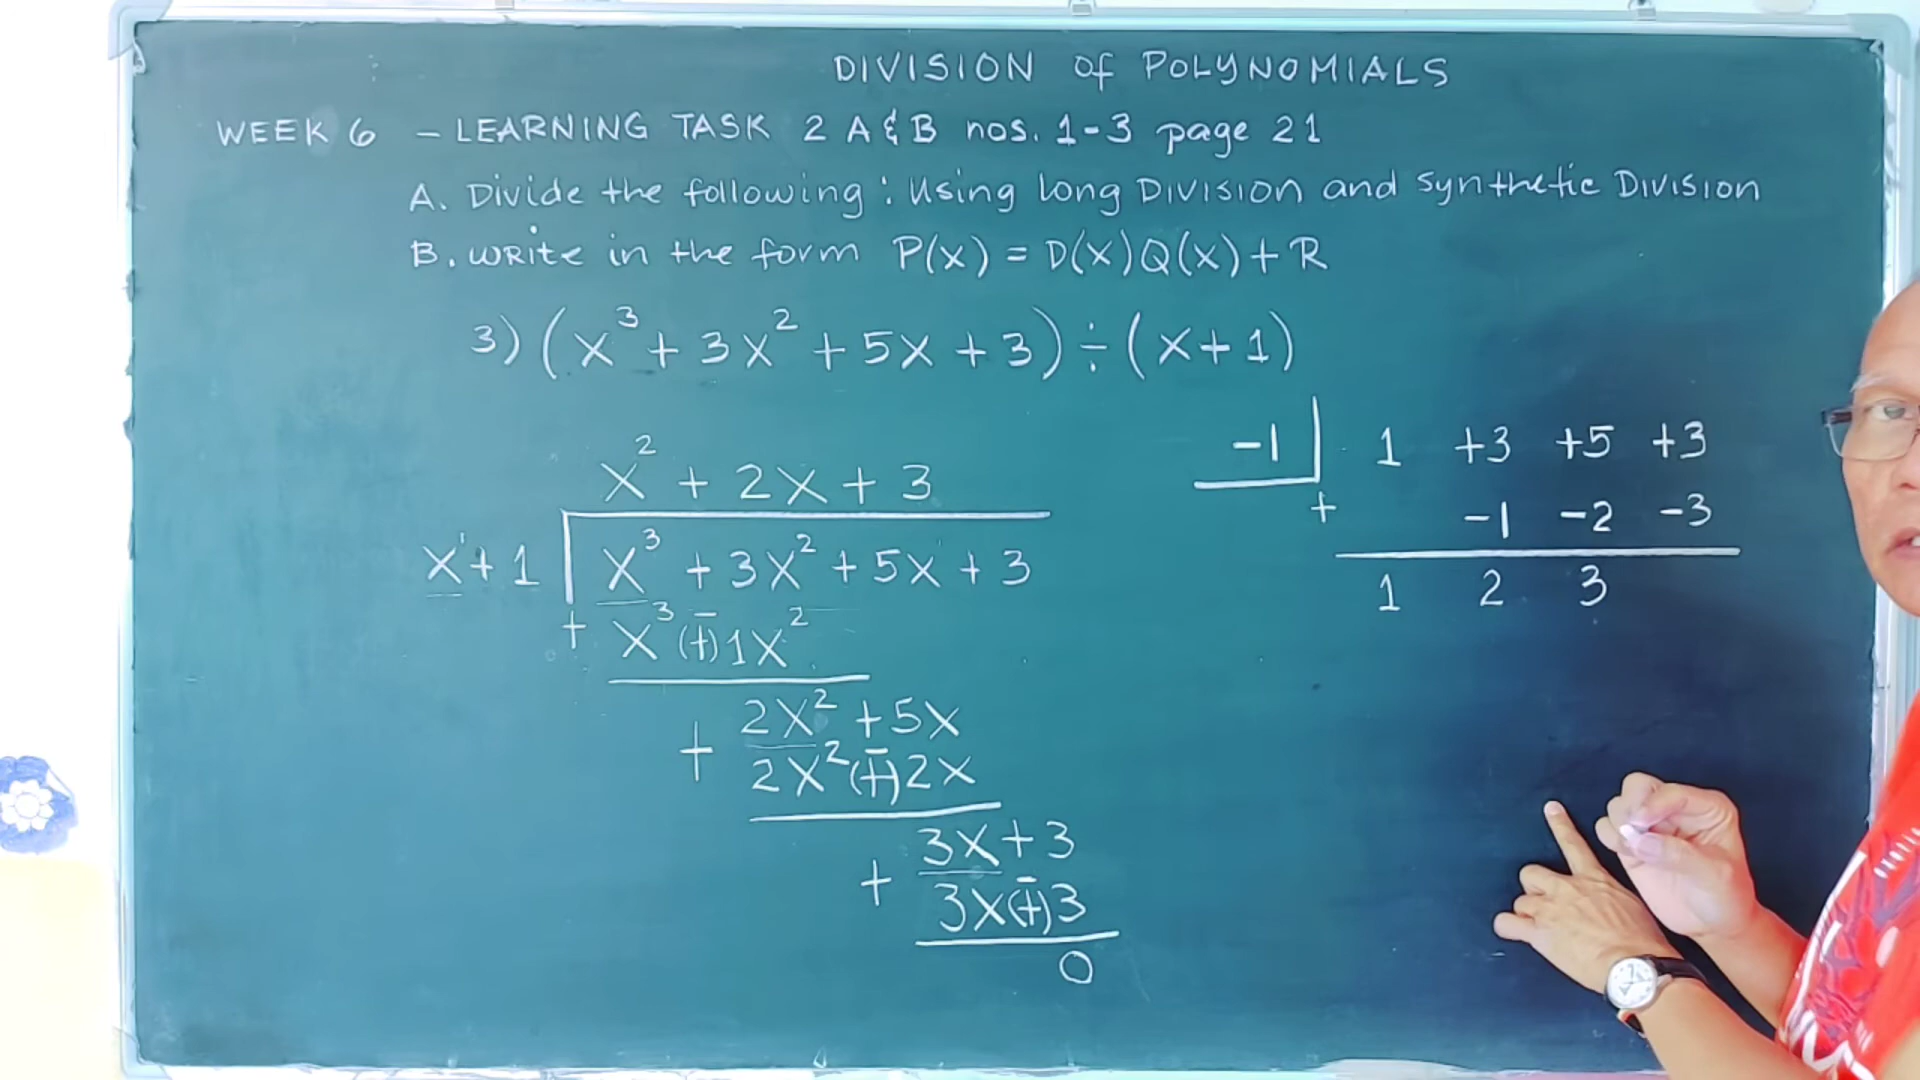 DIVISION of POLYNOMIALS
WEEK 6 - LEARNING TASK 2 A & B nos. 1-3 page 21
A. Divide the following : Using long DIVISION and synthetic DIVISION
B. WRite in the form P(x) = D(x)Q(x) + R
3) (x³ + 3x² + 5x + 3) ÷ (x + 1)
x² + 2x + 3
x + 1 | x³ + 3x² + 5x + 3
+ x³ (+) 1x²
−
+ 2x² + 5x
2x² (+) 2x
−
+ 3x + 3
3x (+) 3
−
0
-1 | 1 +3 +5 +3
+ -1 -2 -3
1 2 3